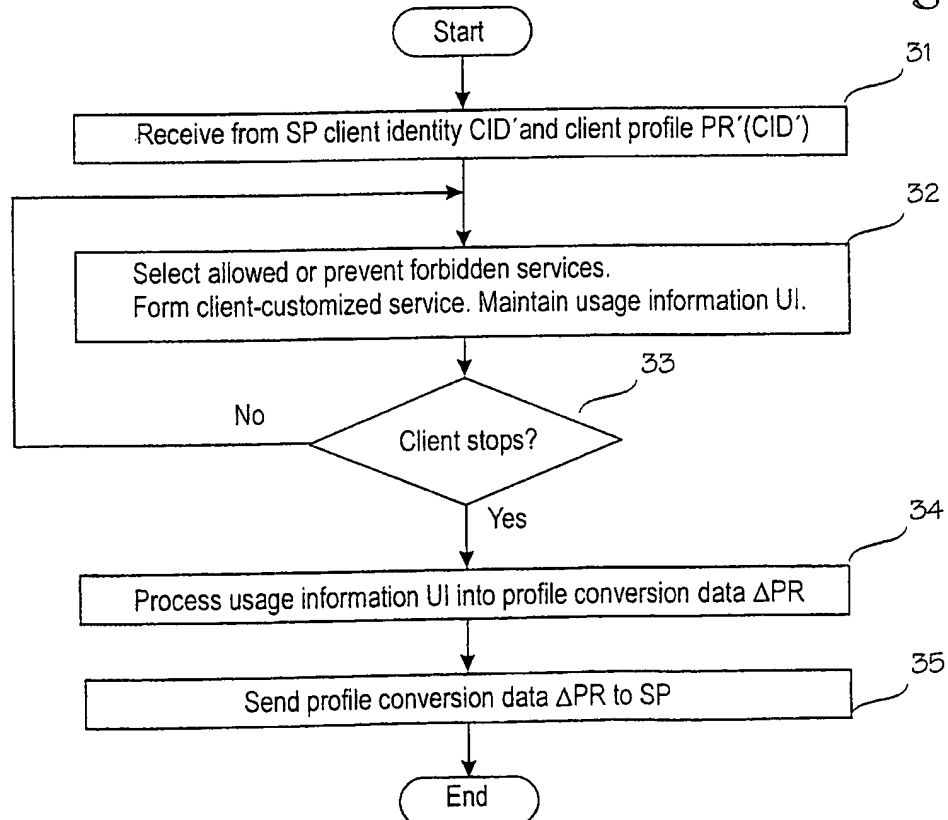 Start
31
Receive from SP client identity CID´and client profile PR´(CID´)
32
Select allowed or prevent forbidden services.
Form client-customized service. Maintain usage information UI.
33
No
Client stops?
Yes
34
Process usage information UI into profile conversion data ΔPR
35
Send profile conversion data ΔPR to SP
End